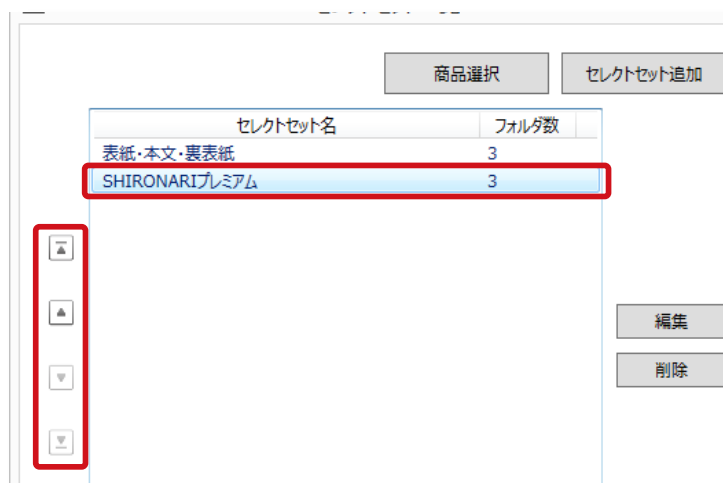 商品選択 セレクトセット追加
セレクトセット名 フォルダ数
表紙・本文・裏表紙 3
SHIRONARIプレミアム 3
編集
削除